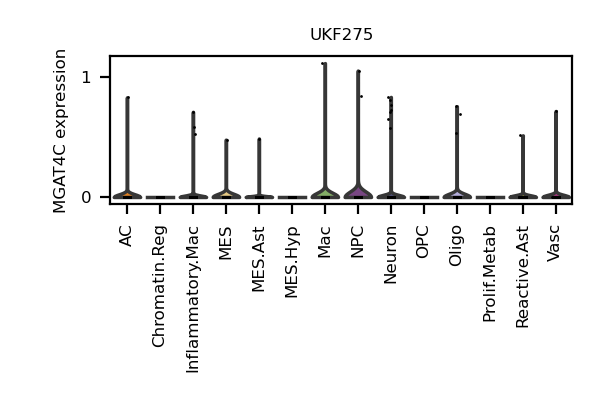 UKF275
MGAT4C expression
1
0
AC
Chromatin.Reg
Inflammatory.Mac
MES
MES.Ast
MES.Hyp
Mac
NPC
Neuron
OPC
Oligo
Prolif.Metab
Reactive.Ast
Vasc